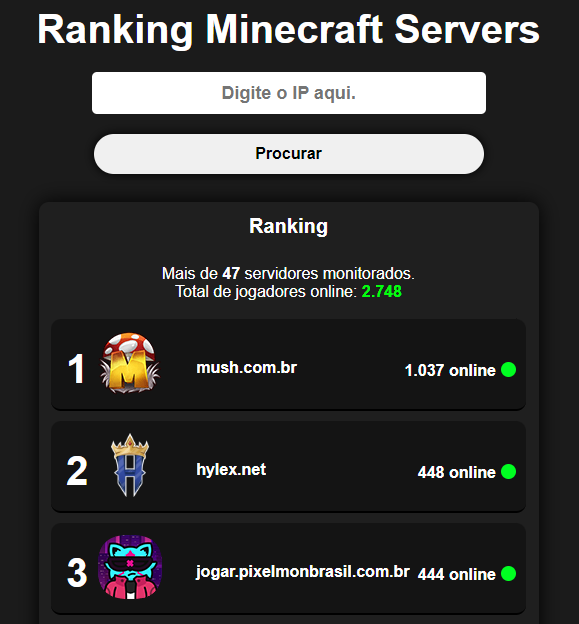 Ranking Minecraft Servers
Digite o IP aqui.
Procurar
Ranking
Mais de 47 servidores monitorados.
Total de jogadores online: 2.748
1 M mush.com.br 1.037 online
2 H hylex.net 448 online
3 jogar.pixelmonbrasil.com.br 444 online